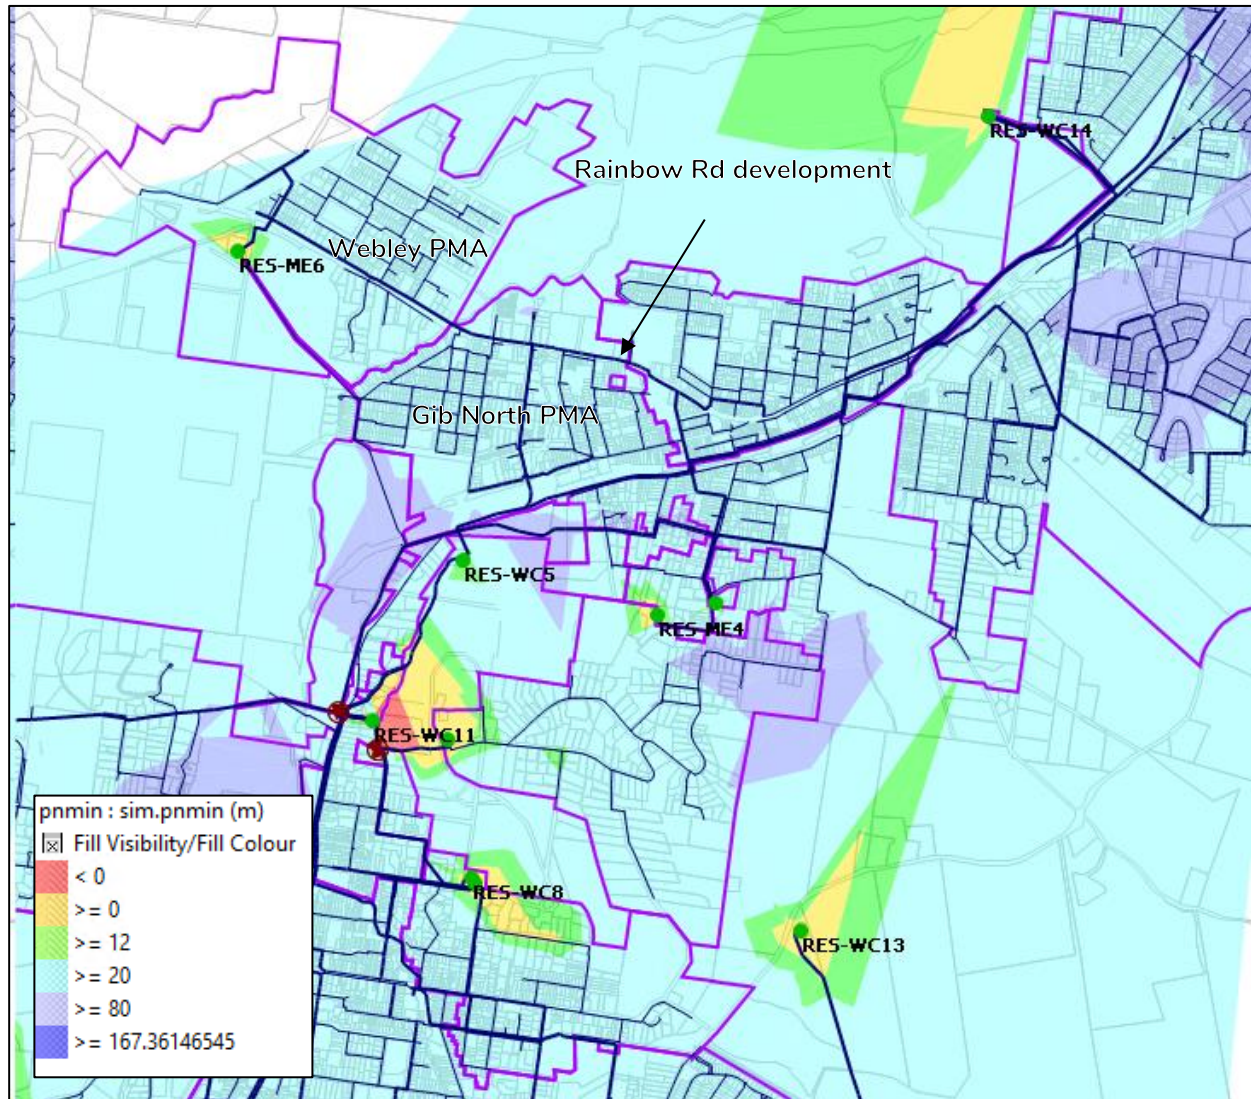 RES-WC14
Rainbow Rd development
Webley PMA
RES-ME6
Gib North PMA
RES-WC5
RES-ME4
RES-WC11
pnmin : sim.pnmin (m)
Fill Visibility/Fill Colour
< 0
>= 0
>= 12
>= 20
>= 80
>= 167.36146545
RES-WC8
RES-WC13